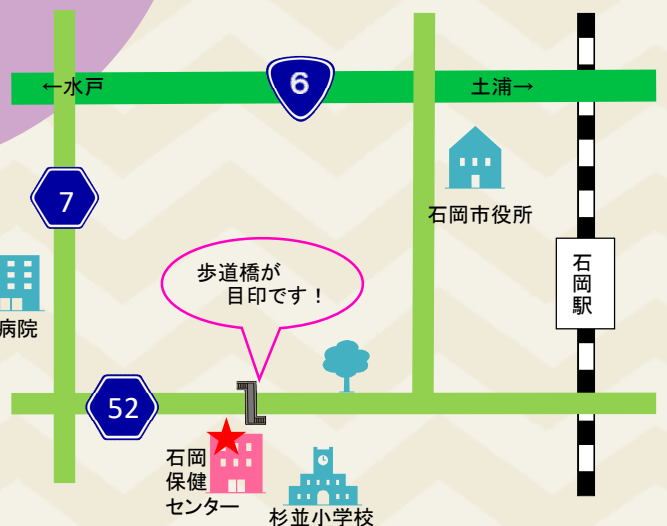 6
←水戸
土浦→
7
石岡市役所
石岡駅
歩道橋が
目印です！
病院
52
石岡
保健
センター
杉並小学校